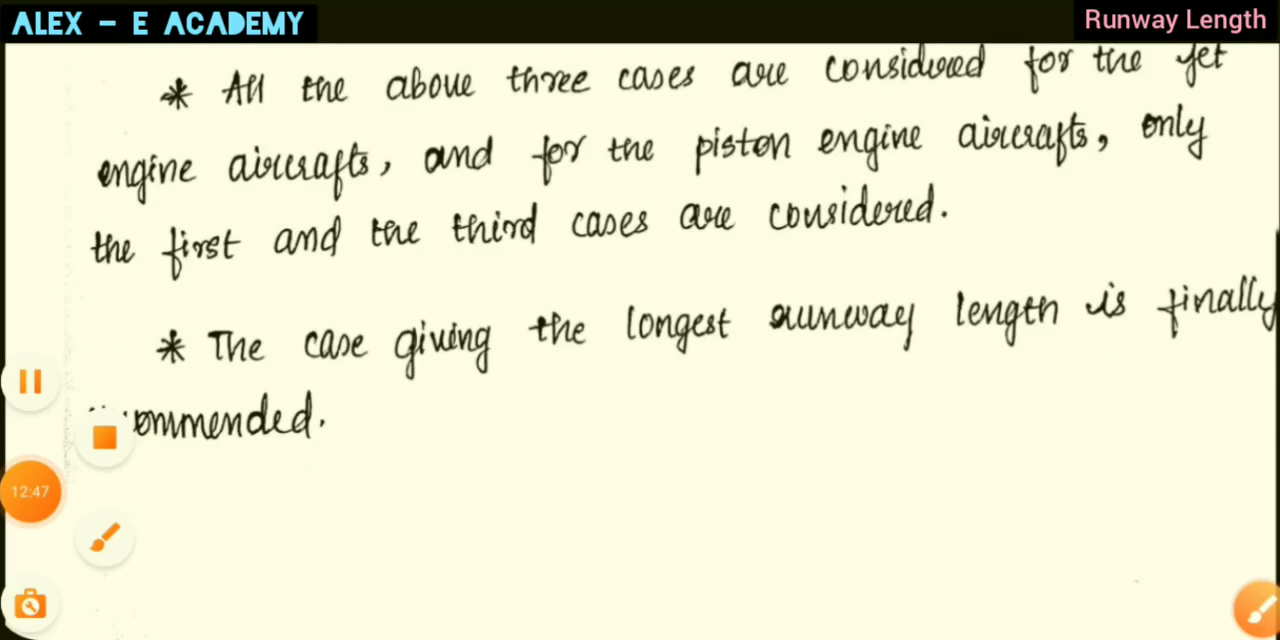 ALEX - E ACADEMY
Runway Length
* All the above three cases are considered for the jet
engine aircrafts, and for the piston engine aircrafts, only
the first and the third cases are considered.
* The case giving the longest runway length is finally
ommended.
12:47